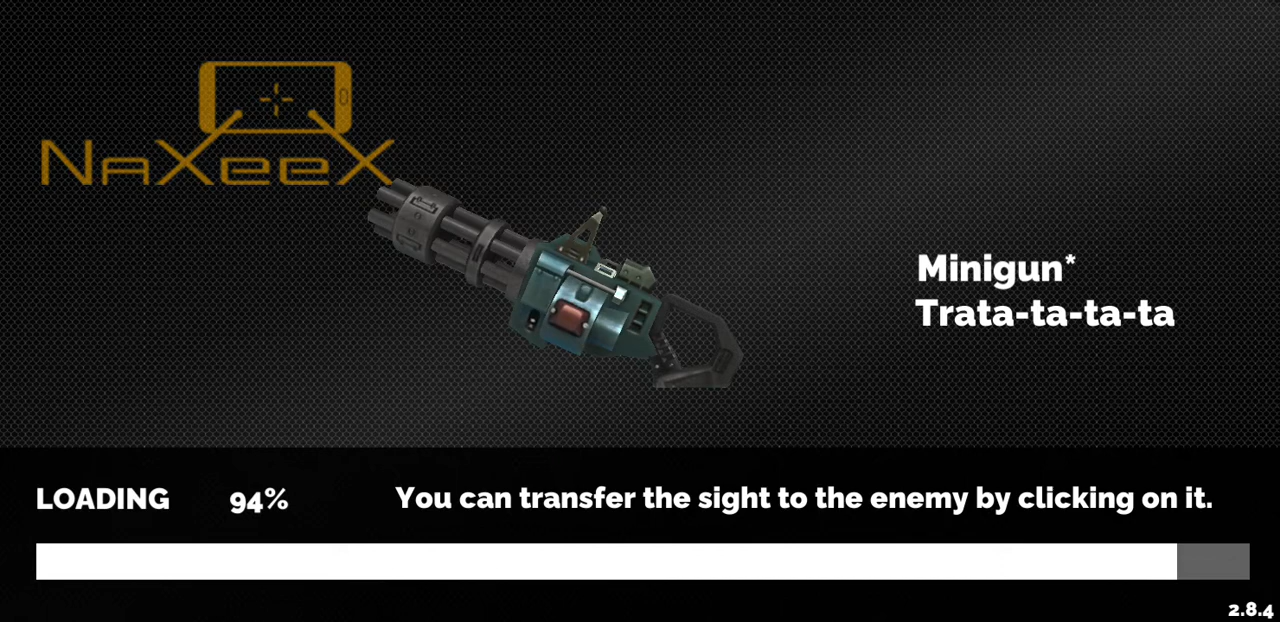 NaXeeX
Minigun*
Trata-ta-ta-ta
LOADING 94% You can transfer the sight to the enemy by clicking on it.
2.8.4